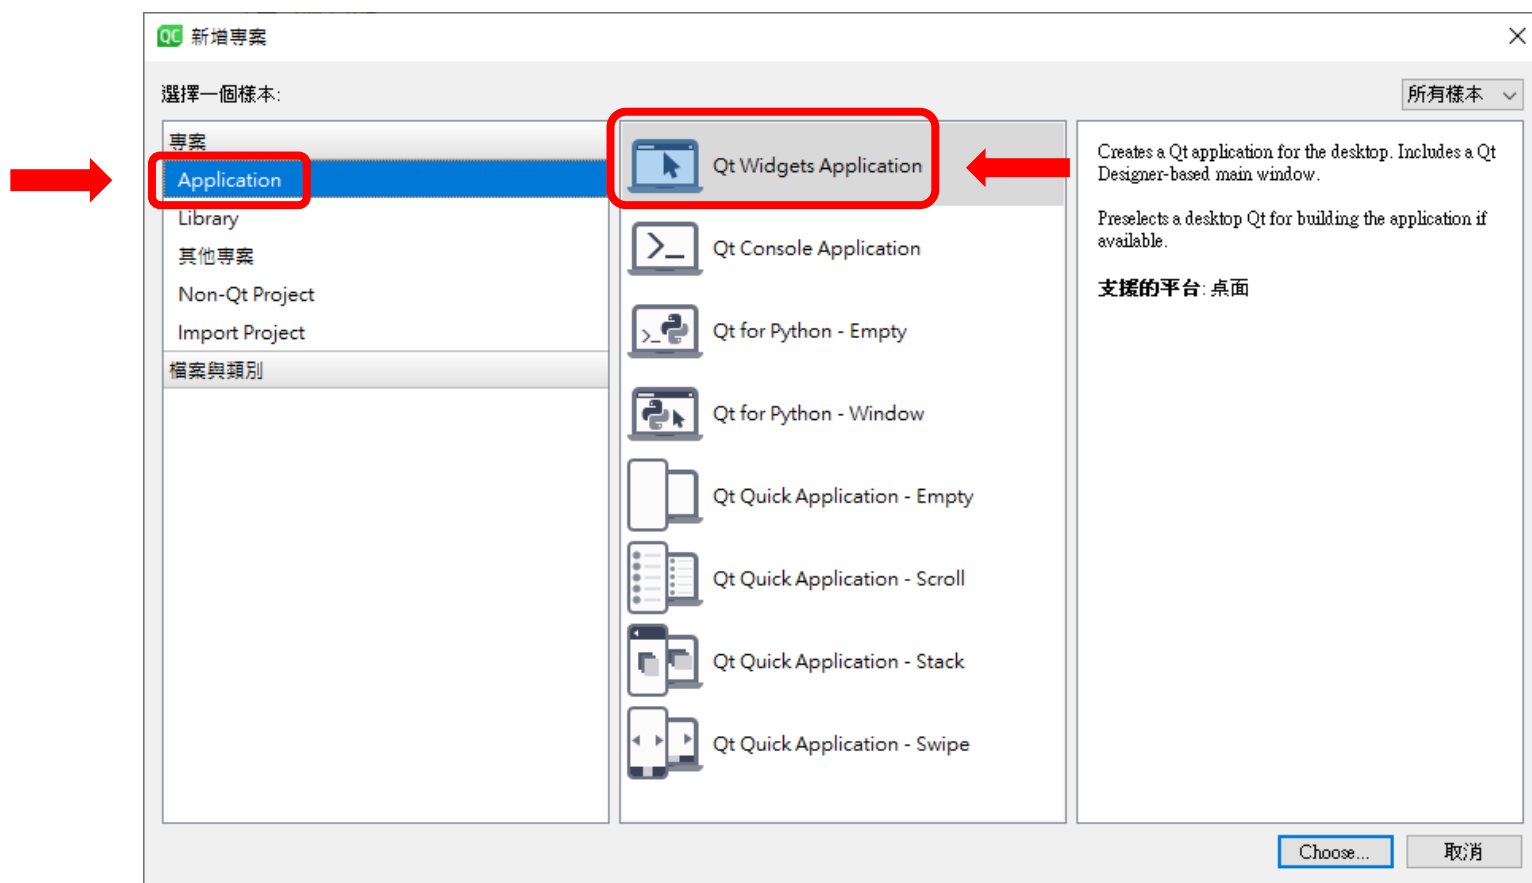 QC 新增專案
選擇一個樣本:
所有樣本
專案
Application
Library
其他專案
Non-Qt Project
Import Project
檔案與類別
Qt Widgets Application
Qt Console Application
Qt for Python - Empty
Qt for Python - Window
Qt Quick Application - Empty
Qt Quick Application - Scroll
Qt Quick Application - Stack
Qt Quick Application - Swipe
Creates a Qt application for the desktop. Includes a Qt
Designer-based main window.
Preselects a desktop Qt for building the application if
available.
支援的平台: 桌面
Choose...
取消